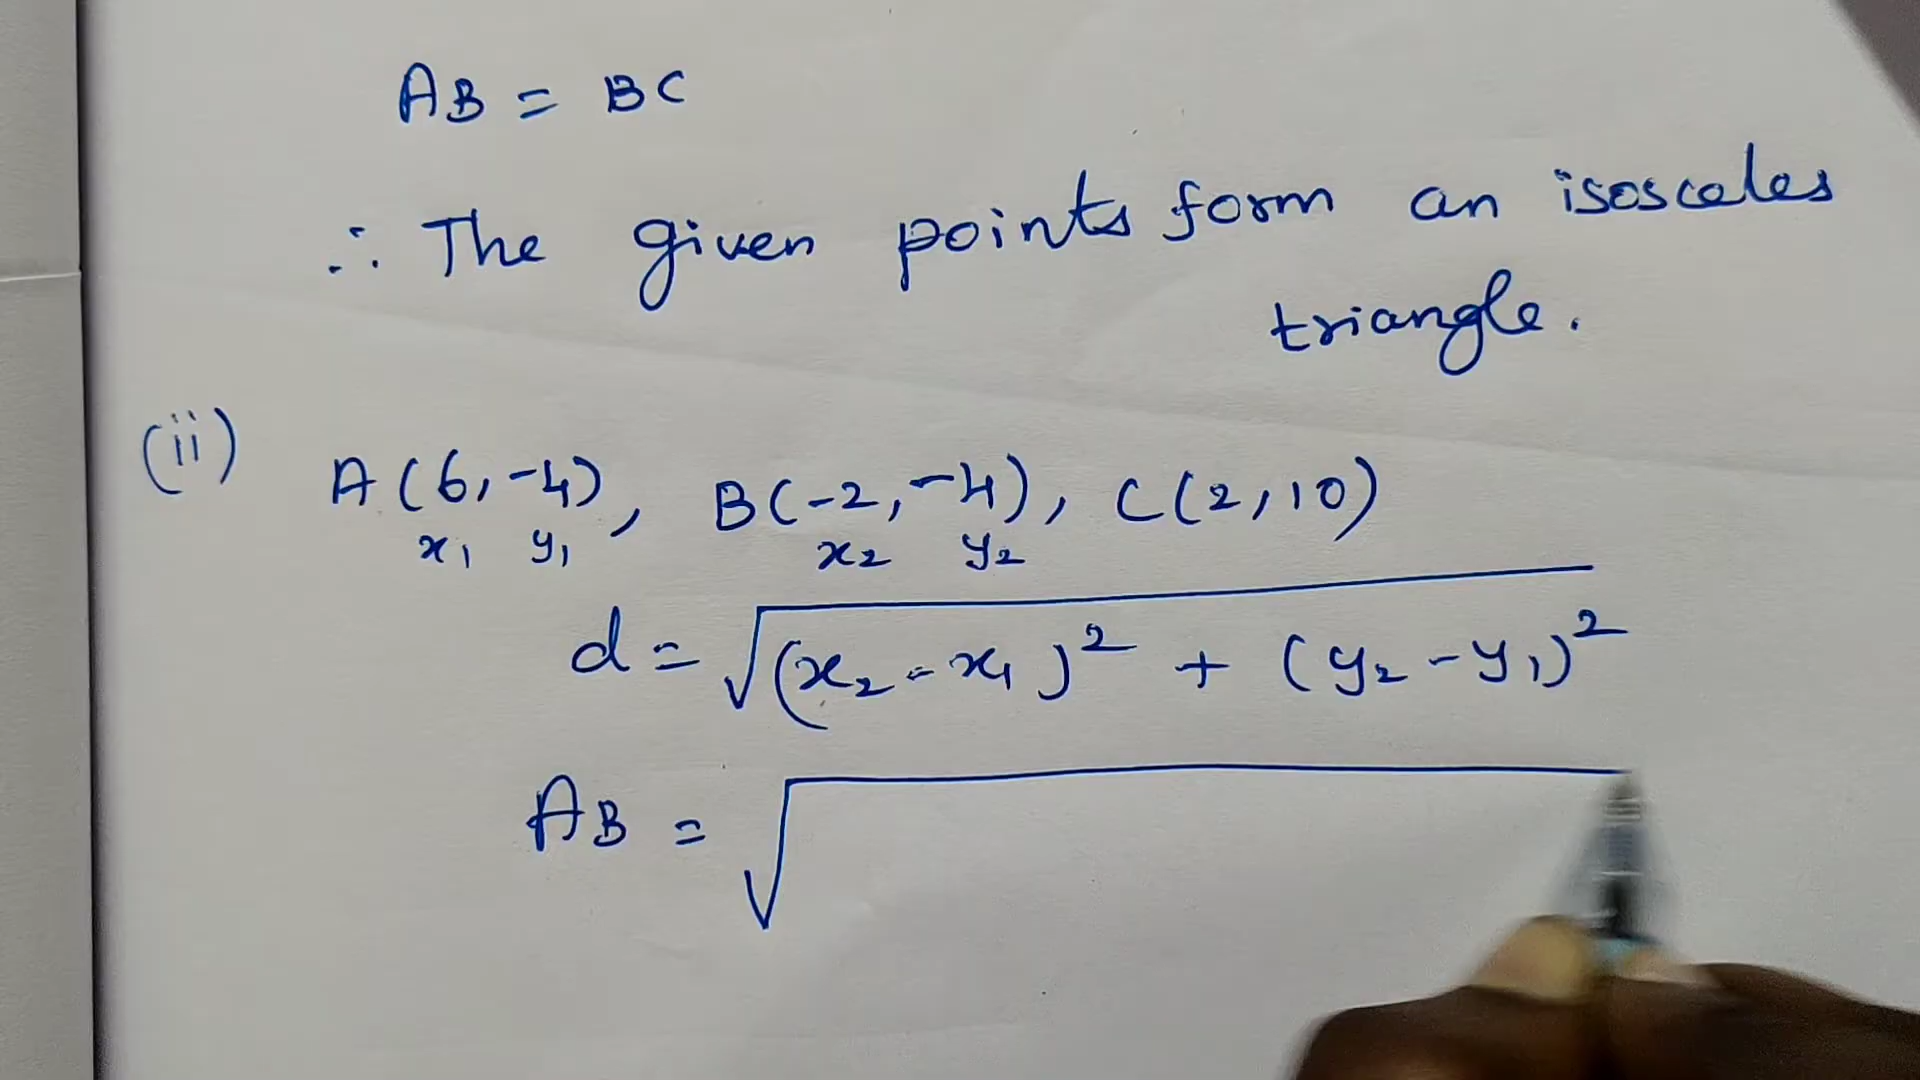 AB = BC
∴ The given points form an isosceles
triangle.
(ii) A(6,-4), B(-2,-4), C(2,10)
x₁ y₁ x₂ y₂
d = √(x₂-x₁)² + (y₂-y₁)²
AB = √